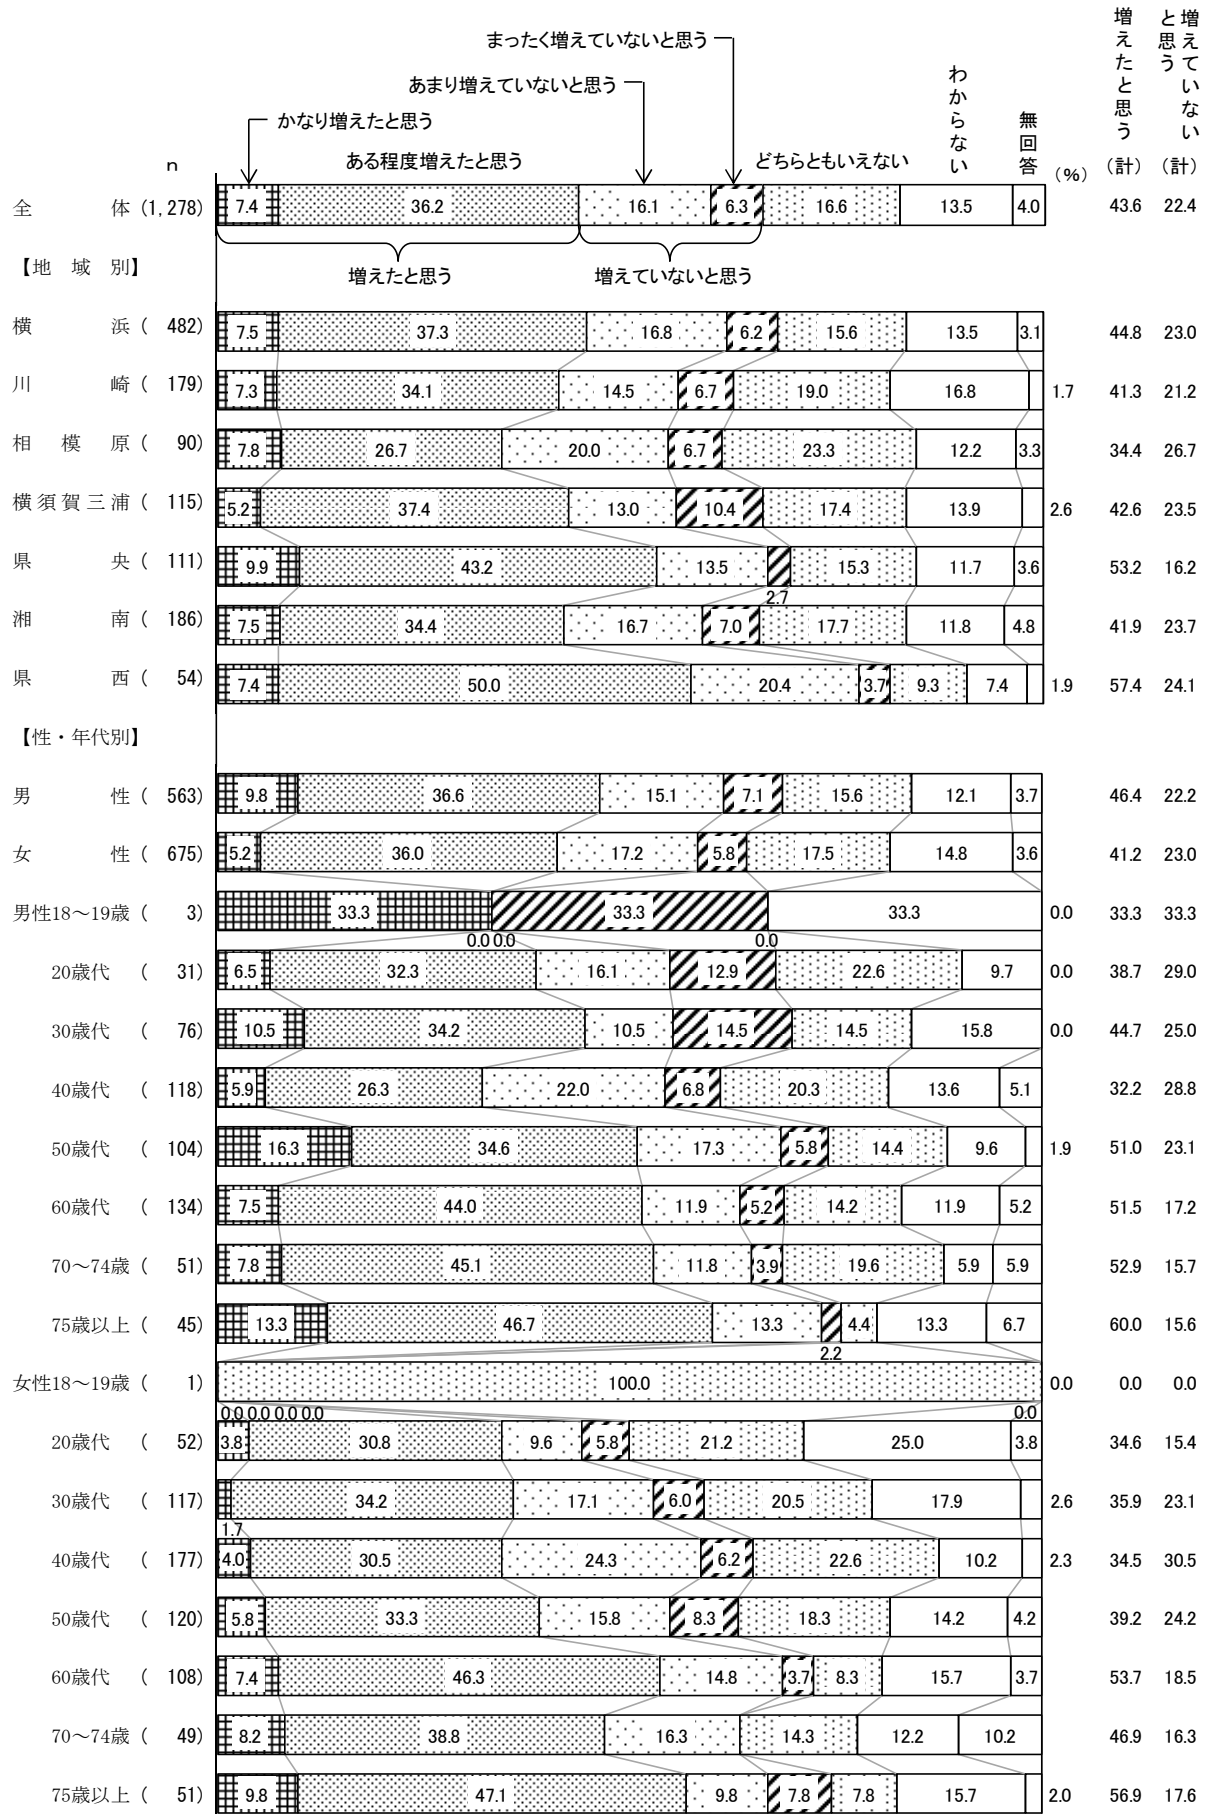 まったく増えていないと思う
あまり増えていないと思う
かなり増えたと思う
ある程度増えたと思う
どちらともいえない
わからない
無回答
(%)
増えたと思う(計)
増えていないと思う(計)
n
全体 (1,278) 7.4 36.2 16.1 6.3 16.6 13.5 4.0 43.6 22.4
増えたと思う 増えていないと思う
【地 域 別】
横浜 ( 482) 7.5 37.3 16.8 6.2 15.6 13.5 3.1 44.8 23.0
川崎 ( 179) 7.3 34.1 14.5 6.7 19.0 16.8 1.7 41.3 21.2
相模原 ( 90) 7.8 26.7 20.0 6.7 23.3 12.2 3.3 34.4 26.7
横須賀三浦 ( 115) 5.2 37.4 13.0 10.4 17.4 13.9 2.6 42.6 23.5
県央 ( 111) 9.9 43.2 13.5 15.3 11.7 3.6 53.2 16.2
2.7
湘南 ( 186) 7.5 34.4 16.7 7.0 17.7 11.8 4.8 41.9 23.7
県西 ( 54) 7.4 50.0 20.4 3.7 9.3 7.4 1.9 57.4 24.1
【性・年代別】
男性 ( 563) 9.8 36.6 15.1 7.1 15.6 12.1 3.7 46.4 22.2
女性 ( 675) 5.2 36.0 17.2 5.8 17.5 14.8 3.6 41.2 23.0
男性18～19歳 ( 3) 33.3 33.3 33.3 0.0 33.3 33.3
0.0 0.0 0.0
20歳代 ( 31) 6.5 32.3 16.1 12.9 22.6 9.7 0.0 38.7 29.0
30歳代 ( 76) 10.5 34.2 10.5 14.5 14.5 15.8 0.0 44.7 25.0
40歳代 ( 118) 5.9 26.3 22.0 6.8 20.3 13.6 5.1 32.2 28.8
50歳代 ( 104) 16.3 34.6 17.3 5.8 14.4 9.6 1.9 51.0 23.1
60歳代 ( 134) 7.5 44.0 11.9 5.2 14.2 11.9 5.2 51.5 17.2
70～74歳 ( 51) 7.8 45.1 11.8 3.9 19.6 5.9 5.9 52.9 15.7
75歳以上 ( 45) 13.3 46.7 13.3 4.4 13.3 6.7 60.0 15.6
2.2
女性18～19歳 ( 1) 100.0 0.0 0.0 0.0
0.0 0.0 0.0 0.0 0.0
20歳代 ( 52) 3.8 30.8 9.6 5.8 21.2 25.0 3.8 34.6 15.4
30歳代 ( 117) 34.2 17.1 6.0 20.5 17.9 2.6 35.9 23.1
1.7
40歳代 ( 177) 4.0 30.5 24.3 6.2 22.6 10.2 2.3 34.5 30.5
50歳代 ( 120) 5.8 33.3 15.8 8.3 18.3 14.2 4.2 39.2 24.2
60歳代 ( 108) 7.4 46.3 14.8 3.7 8.3 15.7 3.7 53.7 18.5
70～74歳 ( 49) 8.2 38.8 16.3 14.3 12.2 10.2 46.9 16.3
75歳以上 ( 51) 9.8 47.1 9.8 7.8 7.8 15.7 2.0 56.9 17.6